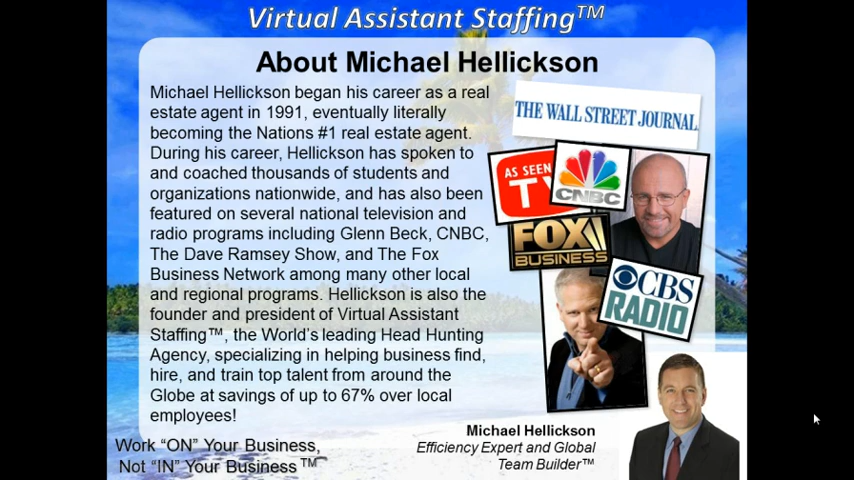 Virtual Assistant Staffing™
About Michael Hellickson
Michael Hellickson began his career as a real
estate agent in 1991, eventually literally
becoming the Nations #1 real estate agent.
During his career, Hellickson has spoken to
and coached thousands of students and
organizations nationwide, and has also been
featured on several national television and
radio programs including Glenn Beck, CNBC,
The Dave Ramsey Show, and The Fox
Business Network among many other local
and regional programs. Hellickson is also the
founder and president of Virtual Assistant
Staffing™, the World's leading Head Hunting
Agency, specializing in helping business find,
hire, and train top talent from around the
Globe at savings of up to 67% over local
employees!
THE WALL STREET JOURNAL.
AS SEEN
TV
CNBC
FOX
BUSINESS
CBS
RADIO
Michael Hellickson
Efficiency Expert and Global
Team Builder™
Work “ON” Your Business,
Not “IN” Your Business™